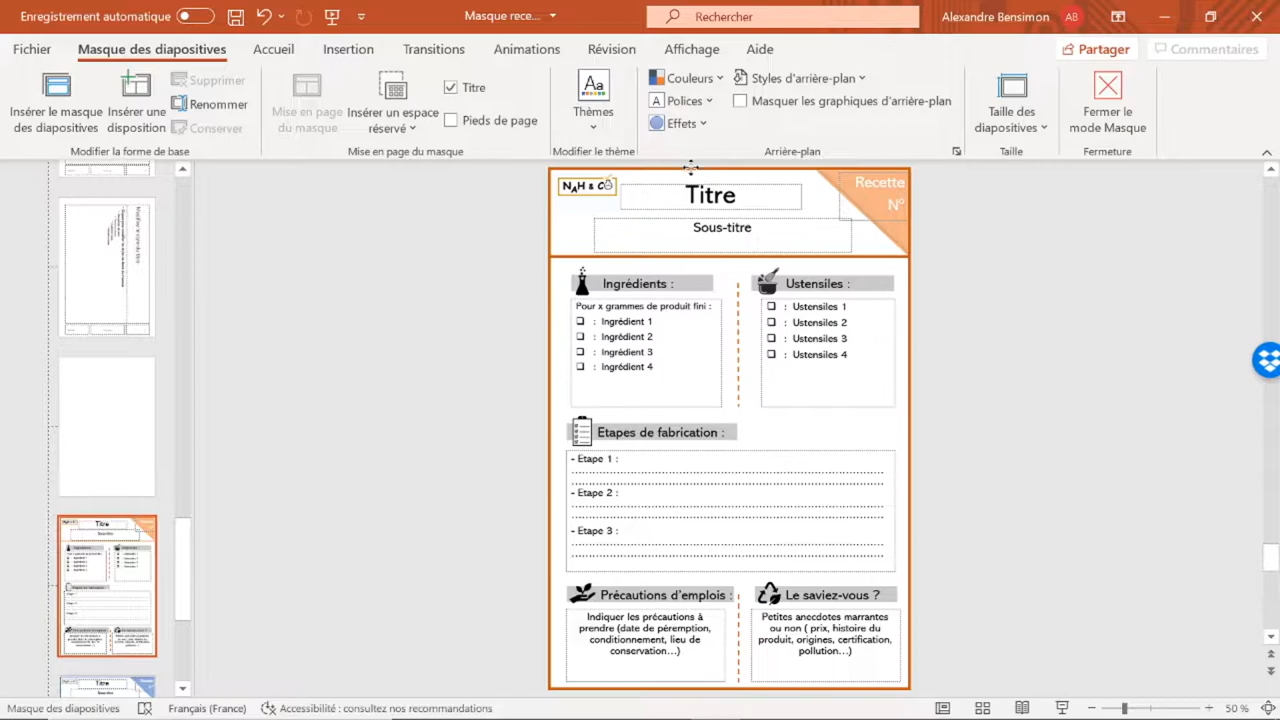 Enregistrement automatique
Masque rece...
Rechercher
Alexandre Bensimon
AB
Fichier
Masque des diapositives
Accueil
Insertion
Transitions
Animations
Révision
Affichage
Aide
Partager
Commentaires
Insérer le masque
des diapositives
Insérer une
disposition
Supprimer
Renommer
Conserver
Modifier la forme de base
Mise en page
du masque
Insérer un espace
réservé
Titre
Pieds de page
Mise en page du masque
Aa
Thèmes
Modifier le thème
Couleurs
A Polices
Effets
Styles d'arrière-plan
Masquer les graphiques d'arrière-plan
Arrière-plan
Taille des
diapositives
Taille
Fermer le
mode Masque
Fermeture
NAH & CO
Titre
Sous-titre
Recette
N°
Ingrédients :
Pour x grammes de produit fini :
: Ingrédient 1
: Ingrédient 2
: Ingrédient 3
: Ingrédient 4
Ustensiles :
: Ustensiles 1
: Ustensiles 2
: Ustensiles 3
: Ustensiles 4
Etapes de fabrication :
- Etape 1 :
- Etape 2 :
- Etape 3 :
Précautions d'emplois :
Indiquer les précautions à
prendre (date de péremption,
conditionnement, lieu de
conservation...)
Le saviez-vous ?
Petites anecdotes marrantes
ou non ( prix, histoire du
produit, origines, certification,
pollution...)
Titre
Titre
Masque des diapositives
Français (France)
Accessibilité : consultez nos recommandations
50 %